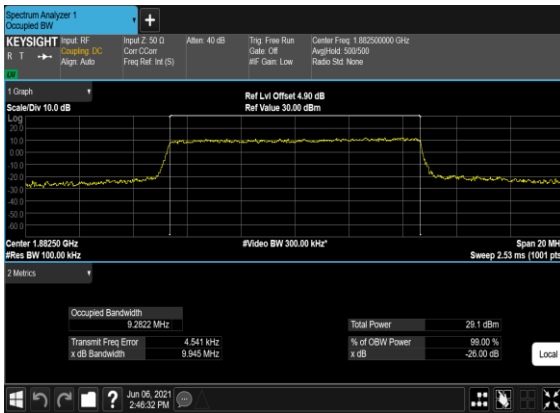 Spectrum Analyzer 1
Occupied BW
KEYSIGHT Input: RF Input Z: 50 Ω Atten: 40 dB Trig: Free Run Center Freq: 1.882500000 GHz
R T Coupling: DC Corr CCorr Gate: Off Avg|Hold: 500/500
Align: Auto Freq Ref: Int (S) #IF Gain: Low Radio Std: None
LXI
1 Graph
Ref Lvl Offset 4.90 dB
Scale/Div 10.0 dB Ref Value 30.00 dBm
Log
20.0
10.0
0.00
-10.0
-20.0
-30.0
-40.0
-50.0
-60.0
Center 1.88250 GHz #Video BW 300.00 kHz* Span 20 MH
#Res BW 100.00 kHz Sweep 2.53 ms (1001 pts
2 Metrics
Occupied Bandwidth
9.2822 MHz Total Power 29.1 dBm
Transmit Freq Error 4.541 kHz % of OBW Power 99.00 %
x dB Bandwidth 9.945 MHz x dB -26.00 dB
Local
Jun 06, 2021
2:46:32 PM